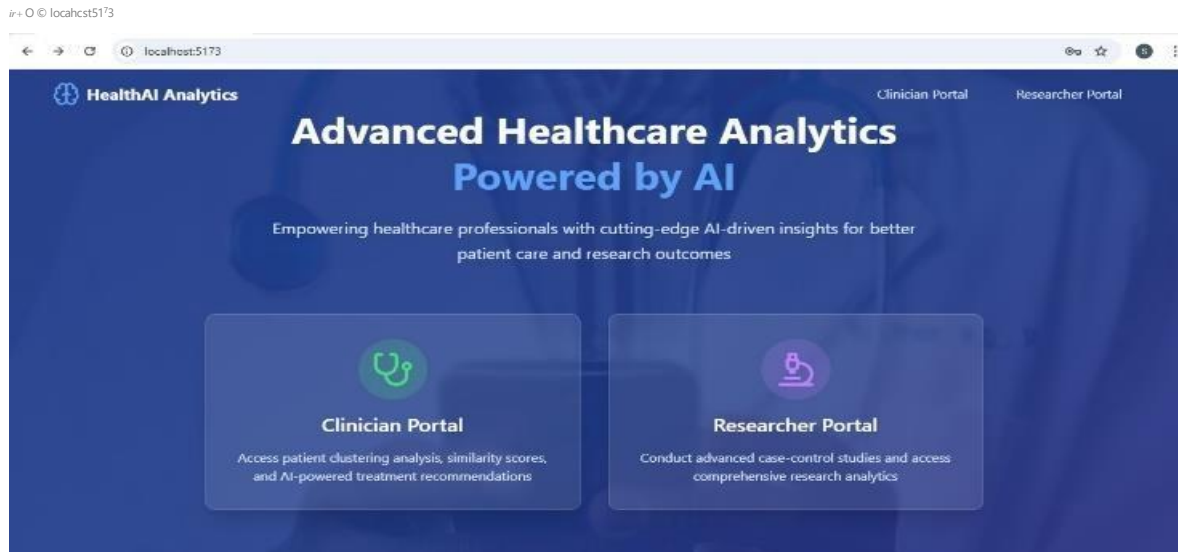 ir+ O © locahcst51⁷3
localhost:5173
S
HealthAI Analytics
Clinician Portal
Researcher Portal
Advanced Healthcare Analytics
Powered by AI
Empowering healthcare professionals with cutting-edge AI-driven insights for better
patient care and research outcomes
Clinician Portal
Access patient clustering analysis, similarity scores,
and AI-powered treatment recommendations
Researcher Portal
Conduct advanced case-control studies and access
comprehensive research analytics